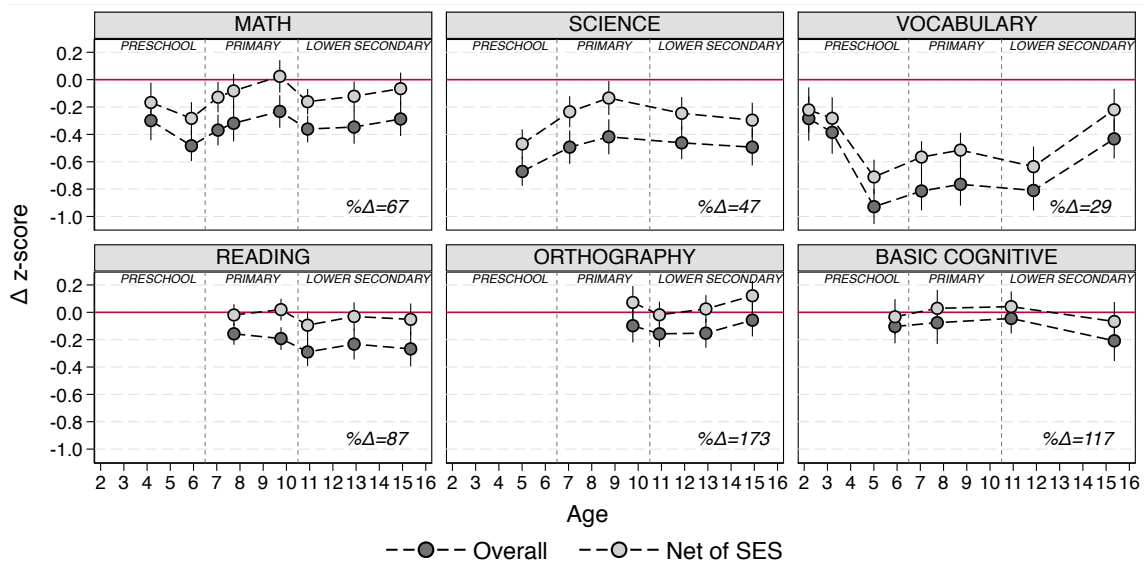 MATH SCIENCE VOCABULARY
PRESCHOOL PRIMARY LOWER SECONDARY PRESCHOOL PRIMARY LOWER SECONDARY PRESCHOOL PRIMARY LOWER SECONDARY
0.2
0.0
-0.2
-0.4
-0.6
-0.8
-1.0
%Δ=67 %Δ=47 %Δ=29
Δ z-score
READING ORTHOGRAPHY BASIC COGNITIVE
PRESCHOOL PRIMARY LOWER SECONDARY PRESCHOOL PRIMARY LOWER SECONDARY PRESCHOOL PRIMARY LOWER SECONDARY
0.2
0.0
-0.2
-0.4
-0.6
-0.8
-1.0
%Δ=87 %Δ=173 %Δ=117
2 3 4 5 6 7 8 9 10 11 12 13 14 15 16 2 3 4 5 6 7 8 9 10 11 12 13 14 15 16 2 3 4 5 6 7 8 9 10 11 12 13 14 15 16
Age
Overall Net of SES